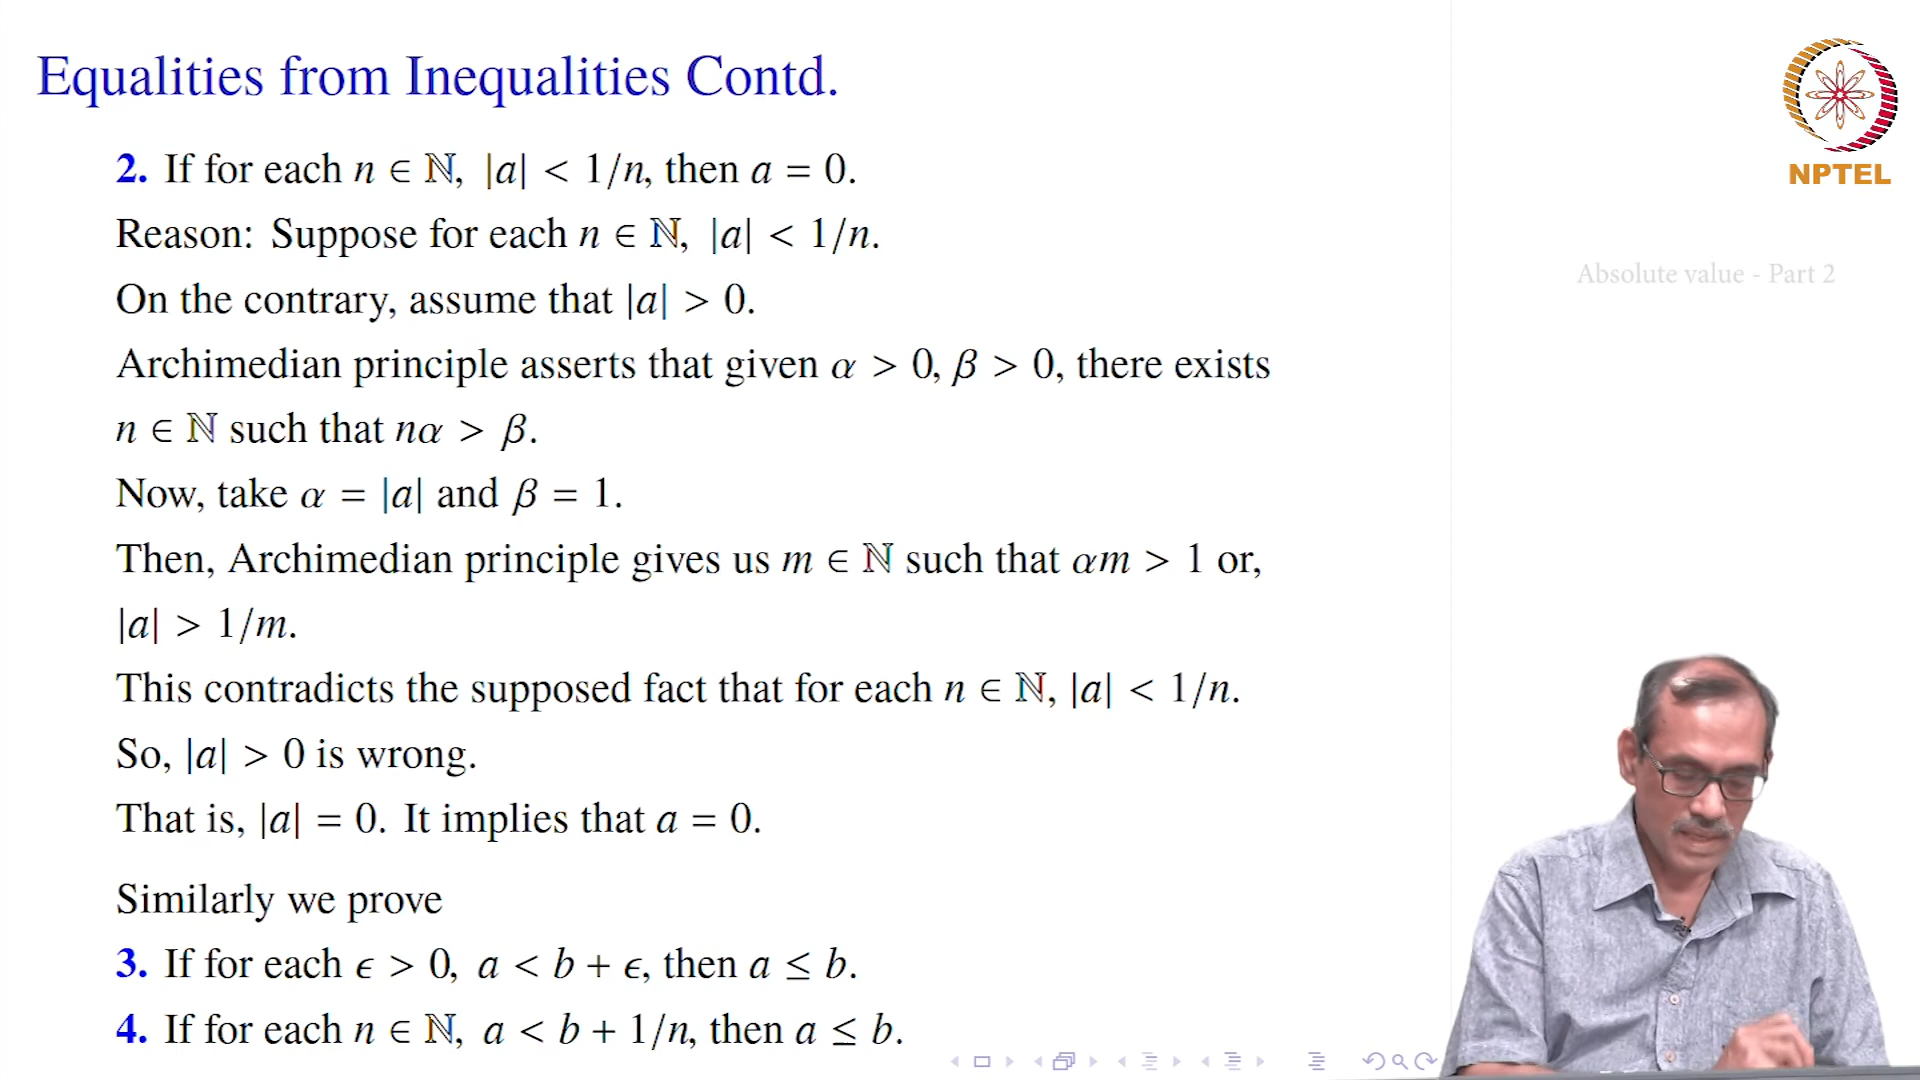 Equalities from Inequalities Contd.
2. If for each n ∈ ℕ, |a| < 1/n, then a = 0.
Reason: Suppose for each n ∈ ℕ, |a| < 1/n.
On the contrary, assume that |a| > 0.
Archimedian principle asserts that given α > 0, β > 0, there exists
n ∈ ℕ such that nα > β.
Now, take α = |a| and β = 1.
Then, Archimedian principle gives us m ∈ ℕ such that αm > 1 or,
|a| > 1/m.
This contradicts the supposed fact that for each n ∈ ℕ, |a| < 1/n.
So, |a| > 0 is wrong.
That is, |a| = 0. It implies that a = 0.
Similarly we prove
3. If for each ϵ > 0, a < b + ϵ, then a ≤ b.
4. If for each n ∈ ℕ, a < b + 1/n, then a ≤ b.
NPTEL
Absolute value - Part 2